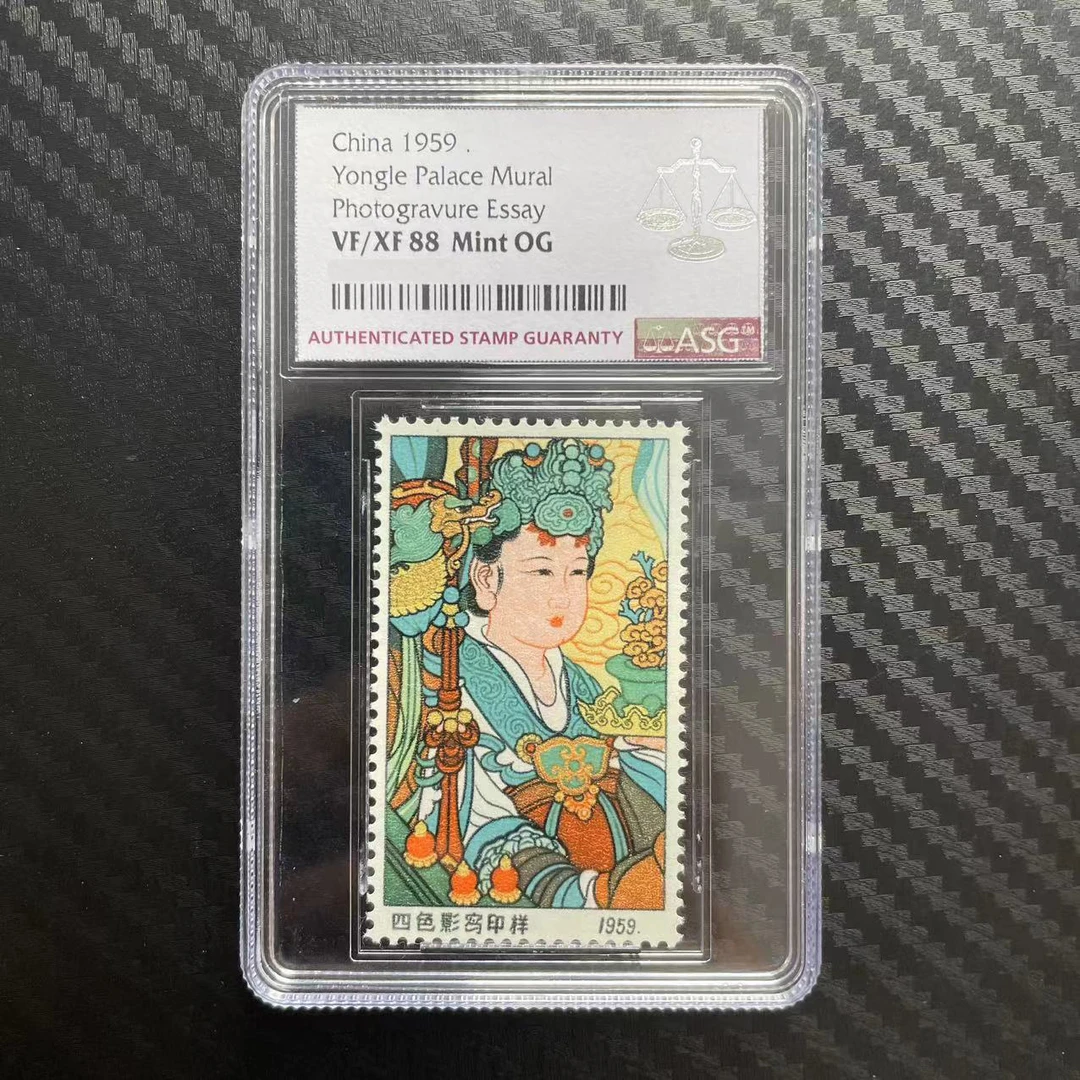 China 1959 .
Yongle Palace Mural
Photogravure Essay
VF/XF 88 Mint OG
AUTHENTICATED STAMP GUARANTY
ASG™
四色影写印样 1959.